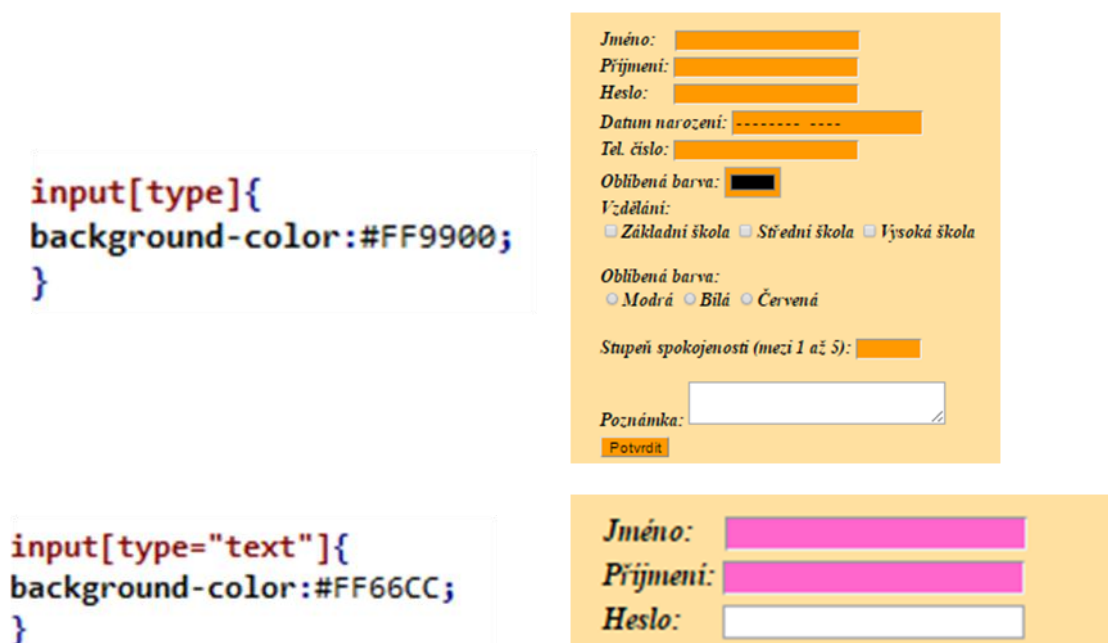 input[type]{
background-color:#FF9900;
}
Jméno:
Příjmení:
Heslo:
Datum narození: -------- ----
Tel. číslo:
Oblíbená barva:
Vzdělání:
Základní škola Střední škola Vysoká škola
Oblíbená barva:
Modrá Bílá Červená
Stupeň spokojenosti (mezi 1 až 5):
Poznámka:
Potvrdit
input[type="text"]{
background-color:#FF66CC;
}
Jméno:
Příjmení:
Heslo: